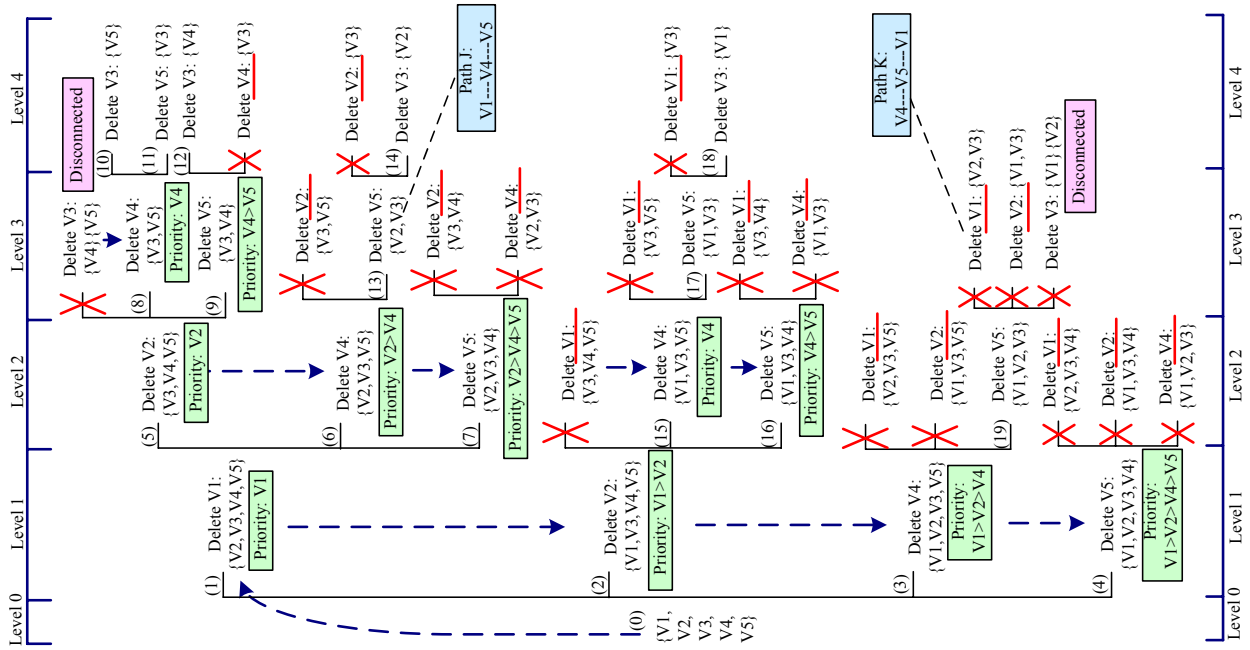 Level 0
Level 1
Level 2
Level 3
Level 4
Delete V3:
{V4}{V5}
Disconnected
(10)
Delete V3: {V5}
(8)
Delete V4:
{V3,V5}
Priority: V4
(11)
Delete V5: {V3}
(5)
Delete V2:
{V3,V4,V5}
Priority: V2
(9)
Delete V5:
{V3,V4}
Priority: V4>V5
(12)
Delete V3: {V4}
Delete V4: {V3}
(1)
Delete V1:
{V2,V3,V4,V5}
Priority: V1
Delete V2:
{V3,V5}
Delete V2: {V3}
(6)
Delete V4:
{V2,V3,V5}
Priority: V2>V4
(13)
Delete V5:
{V2,V3}
(14)
Delete V3: {V2}
Path J:
V1---V4---V5
(7)
Delete V5:
{V2,V3,V4}
Priority: V2>V4>V5
Delete V2:
{V3,V4}
Delete V4:
{V2,V3}
(0)
{V1,
V2,
V3,
V4,
V5}
(2)
Delete V2:
{V1,V3,V4,V5}
Priority: V1>V2
Delete V1:
{V3,V4,V5}
Delete V1:
{V3,V5}
Delete V1: {V3}
(15)
Delete V4:
{V1,V3,V5}
Priority: V4
(17)
Delete V5:
{V1,V3}
(18)
Delete V3: {V1}
(16)
Delete V5:
{V1,V3,V4}
Priority: V4>V5
Delete V1:
{V3,V4}
Delete V4:
{V1,V3}
(3)
Delete V4:
{V1,V2,V3,V5}
Priority:
V1>V2>V4
Delete V1:
{V2,V3,V5}
Path K:
V4---V5---V1
Delete V2:
{V1,V3,V5}
Delete V1: {V2,V3}
(19)
Delete V5:
{V1,V2,V3}
Delete V2: {V1,V3}
Delete V3: {V1}{V2}
Disconnected
(4)
Delete V5:
{V1,V2,V3,V4}
Priority:
V1>V2>V4>V5
Delete V1:
{V2,V3,V4}
Delete V2:
{V1,V3,V4}
Delete V4:
{V1,V2,V3}
Level 0
Level 1
Level 2
Level 3
Level 4